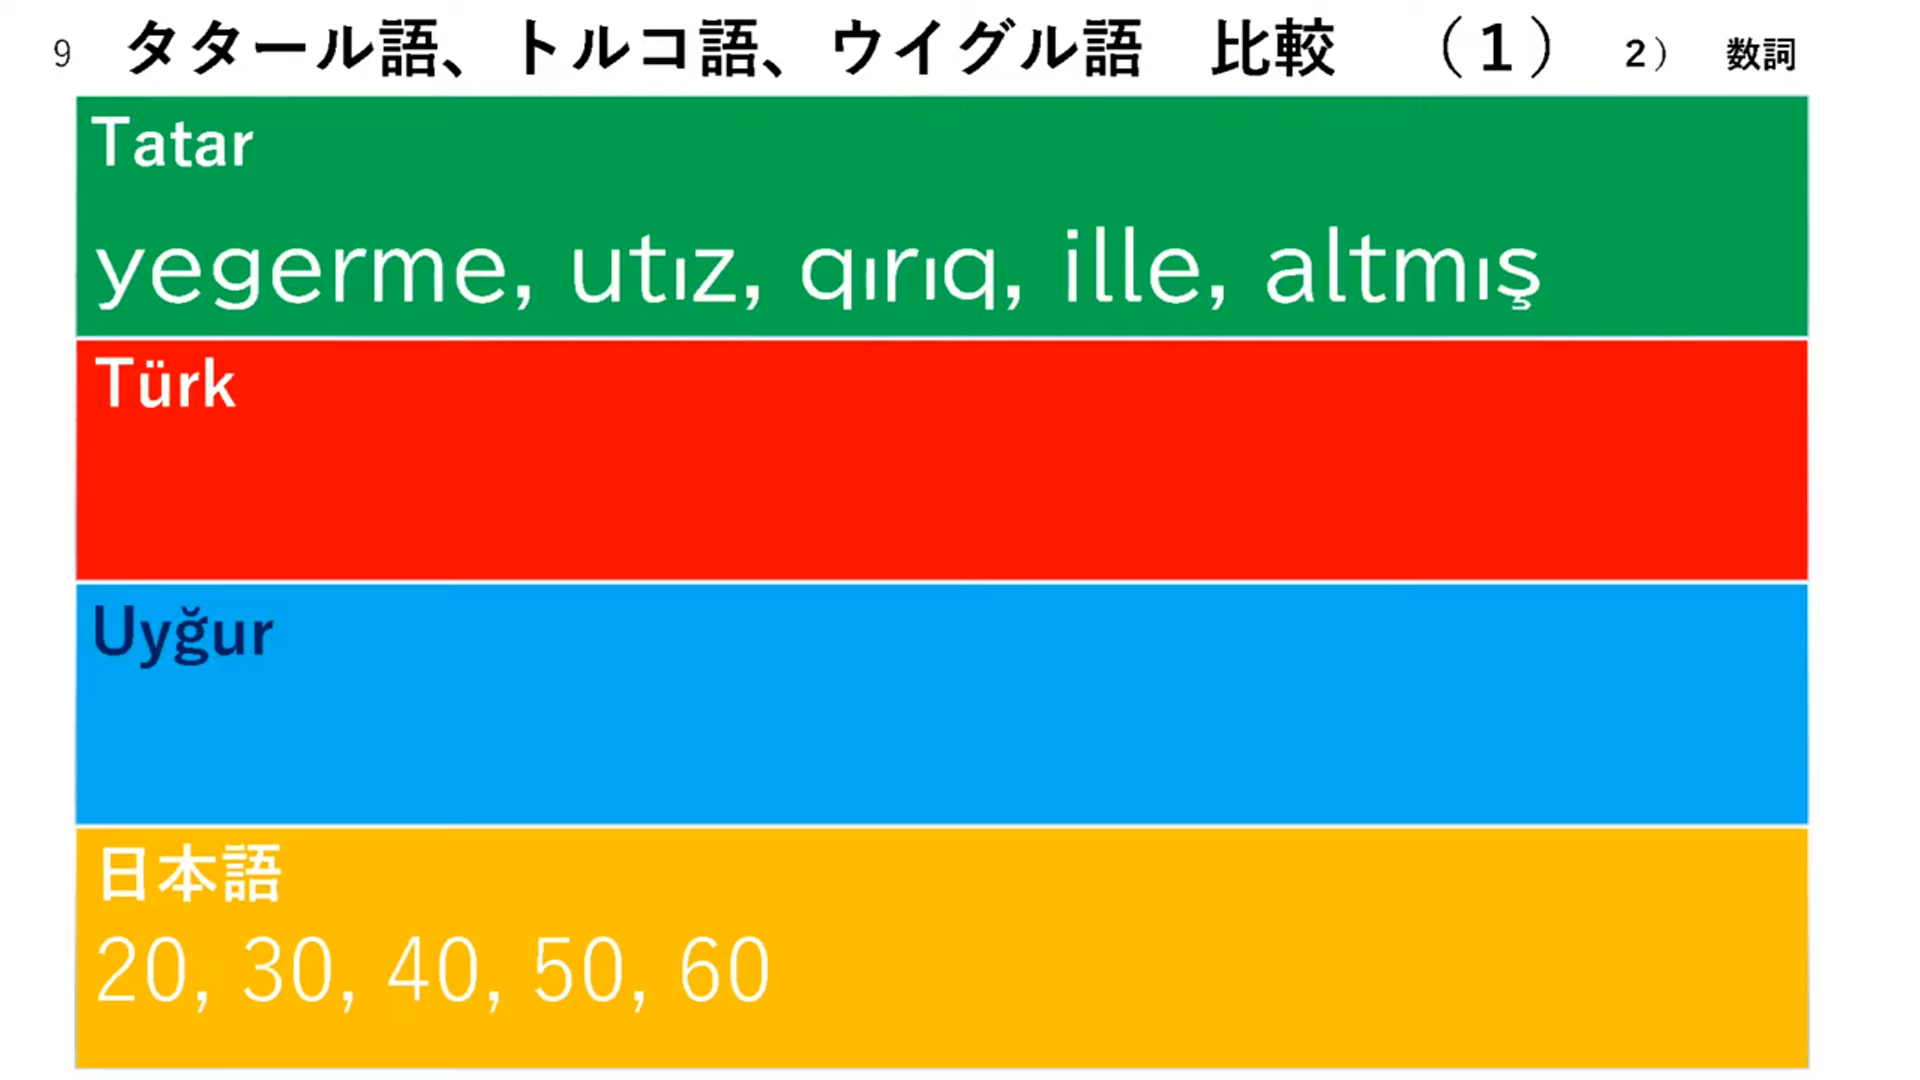 9 タタール語、トルコ語、ウイグル語 比較 （1） 2） 数詞
Tatar
yegerme, utız, qırıq, ille, altmış
Türk
Uyğur
日本語
20, 30, 40, 50, 60